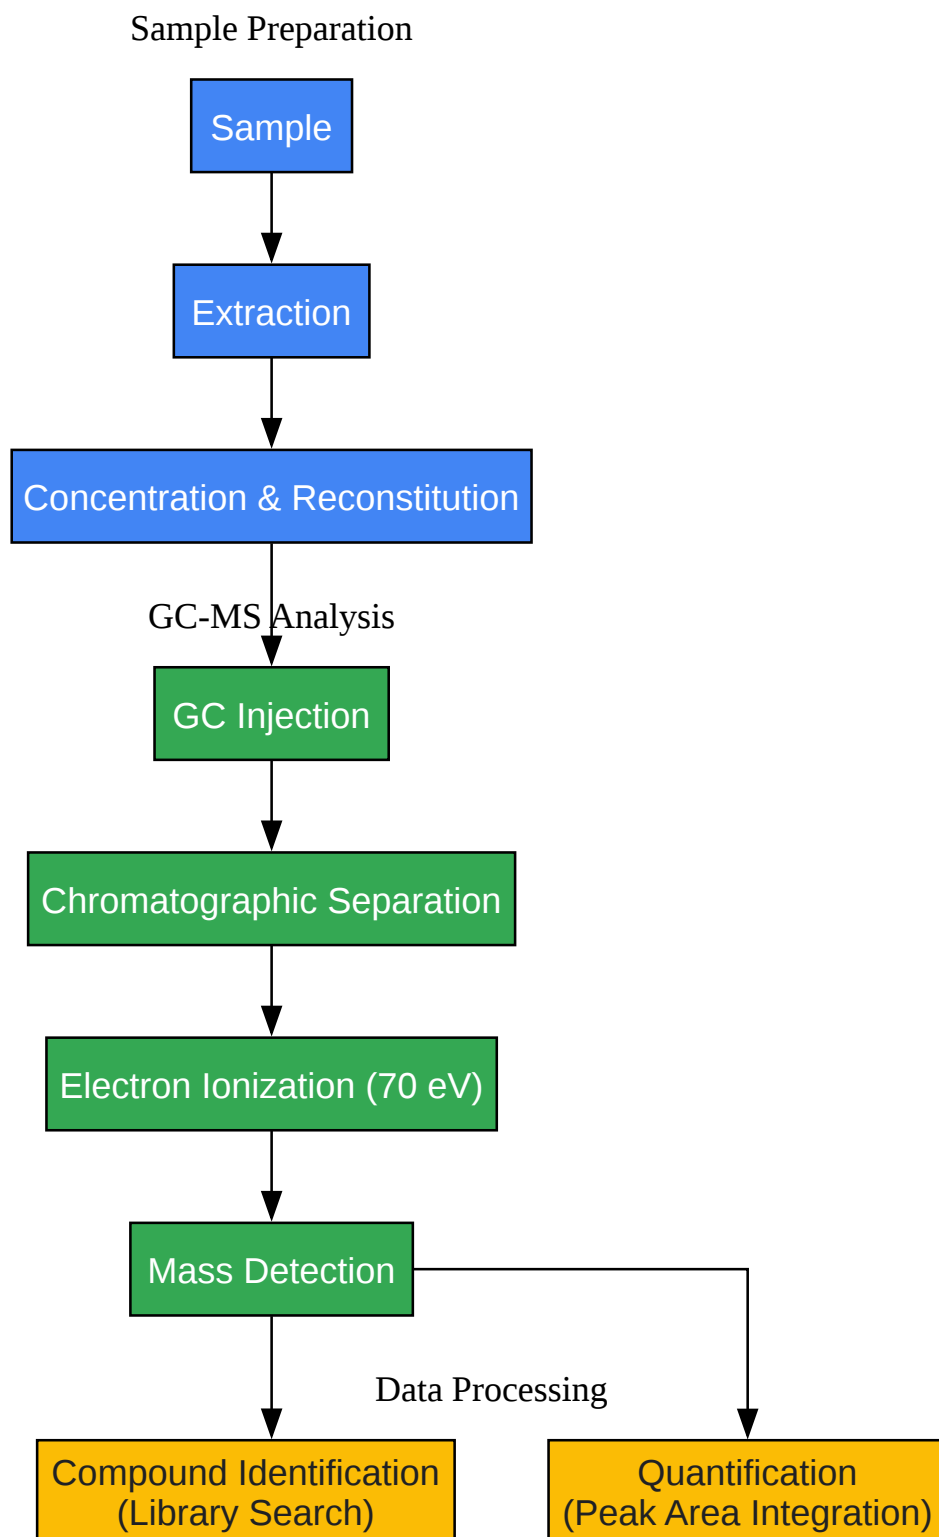 Sample Preparation
Sample
Extraction
Concentration & Reconstitution
GC-MS Analysis
GC Injection
Chromatographic Separation
Electron Ionization (70 eV)
Mass Detection
Data Processing
Compound Identification
(Library Search)
Quantification
(Peak Area Integration)